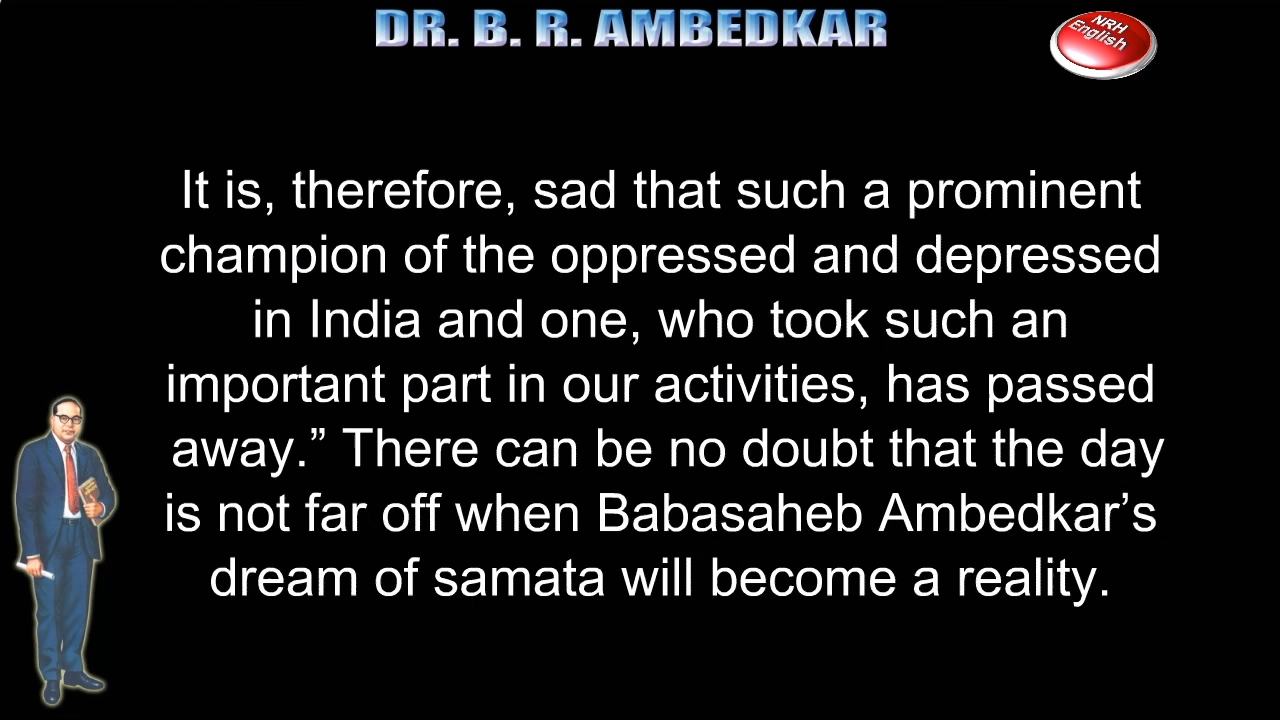 DR. B. R. AMBEDKAR
NRH
English
It is, therefore, sad that such a prominent
champion of the oppressed and depressed
in India and one, who took such an
important part in our activities, has passed
away.” There can be no doubt that the day
is not far off when Babasaheb Ambedkar’s
dream of samata will become a reality.